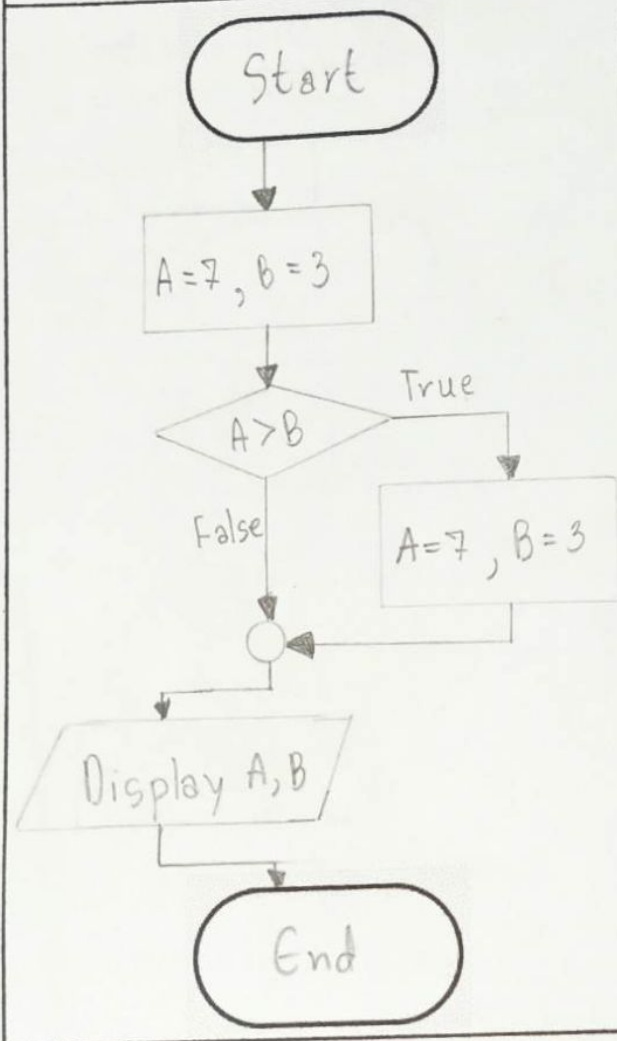 Start
A=7, B=3
A>B
True
False
A=7, B=3
Display A, B
End